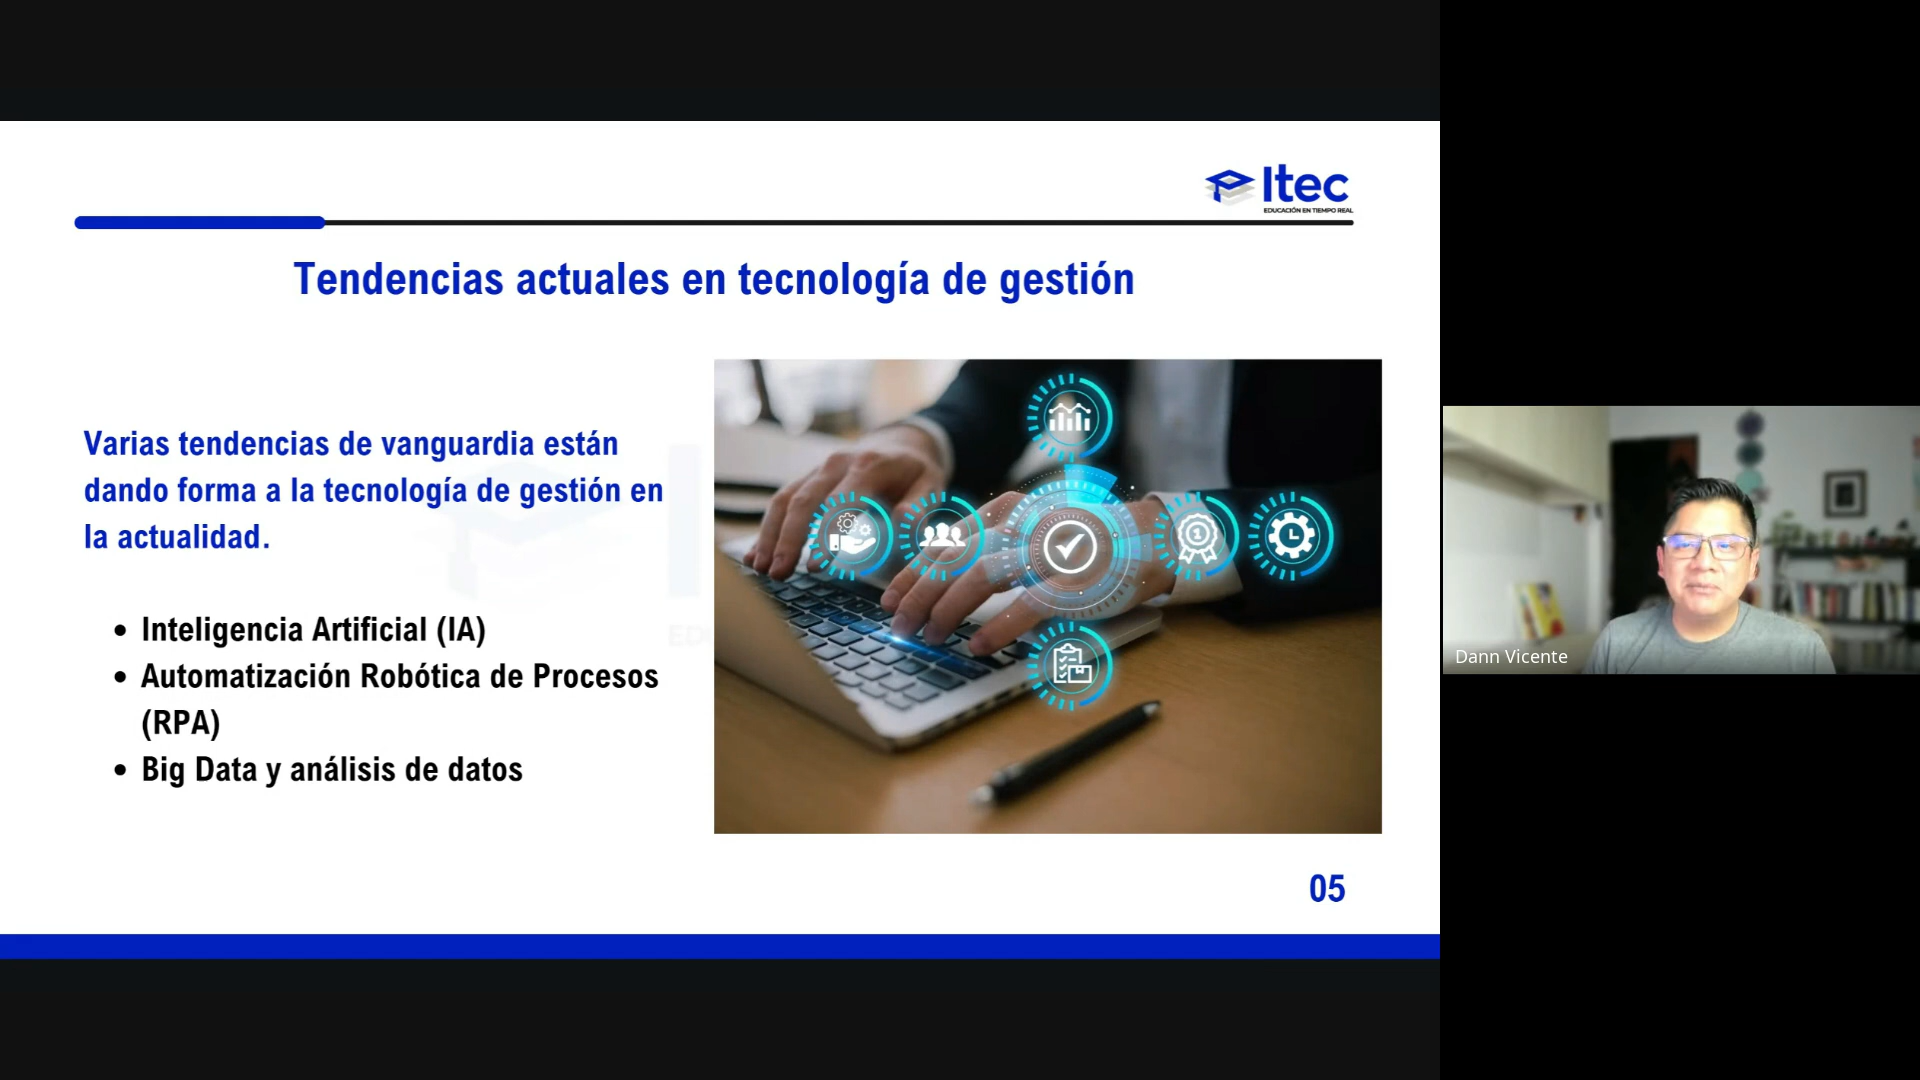 Itec
EDUCACIÓN EN TIEMPO REAL
Tendencias actuales en tecnología de gestión
Varias tendencias de vanguardia están
dando forma a la tecnología de gestión en
la actualidad.
• Inteligencia Artificial (IA)
• Automatización Robótica de Procesos
(RPA)
• Big Data y análisis de datos
1
05
Dann Vicente